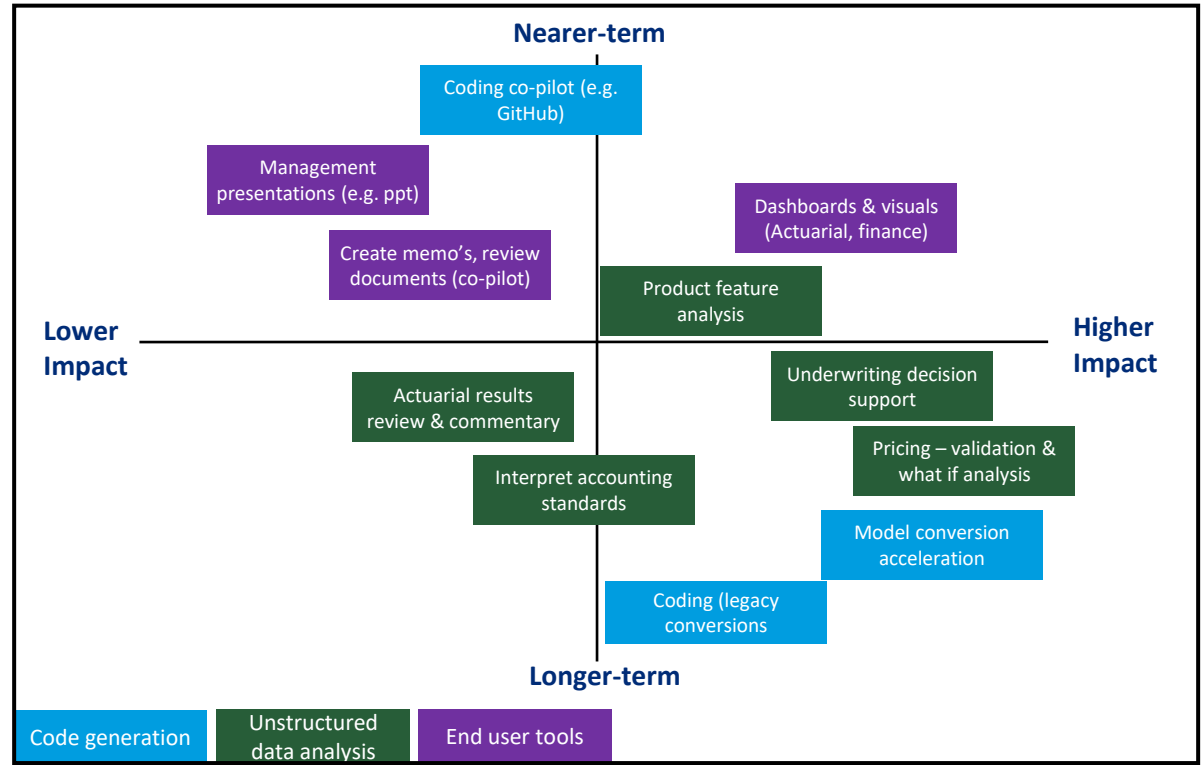 Nearer-term
Coding co-pilot (e.g.
GitHub)
Management
presentations (e.g. ppt)
Dashboards & visuals
(Actuarial, finance)
Create memo’s, review
documents (co-pilot)
Product feature
analysis
Lower
Impact
Higher
Impact
Underwriting decision
support
Actuarial results
review & commentary
Pricing – validation &
what if analysis
Interpret accounting
standards
Model conversion
acceleration
Coding (legacy
conversions
Longer-term
Code generation
Unstructured
data analysis
End user tools